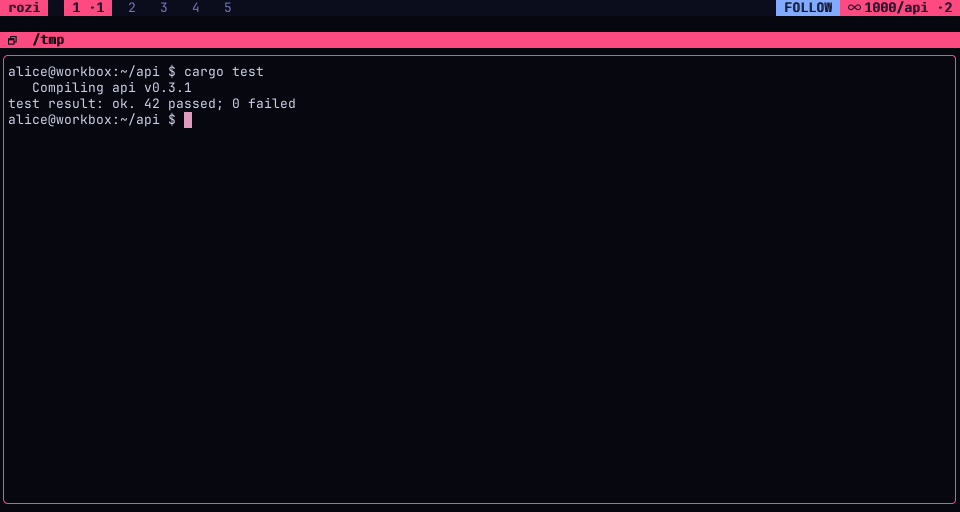 rozi 1 ·1 2 3 4 5 FOLLOW ∞1000/api ·2
/tmp
alice@workbox:~/api $ cargo test
   Compiling api v0.3.1
test result: ok. 42 passed; 0 failed
alice@workbox:~/api $